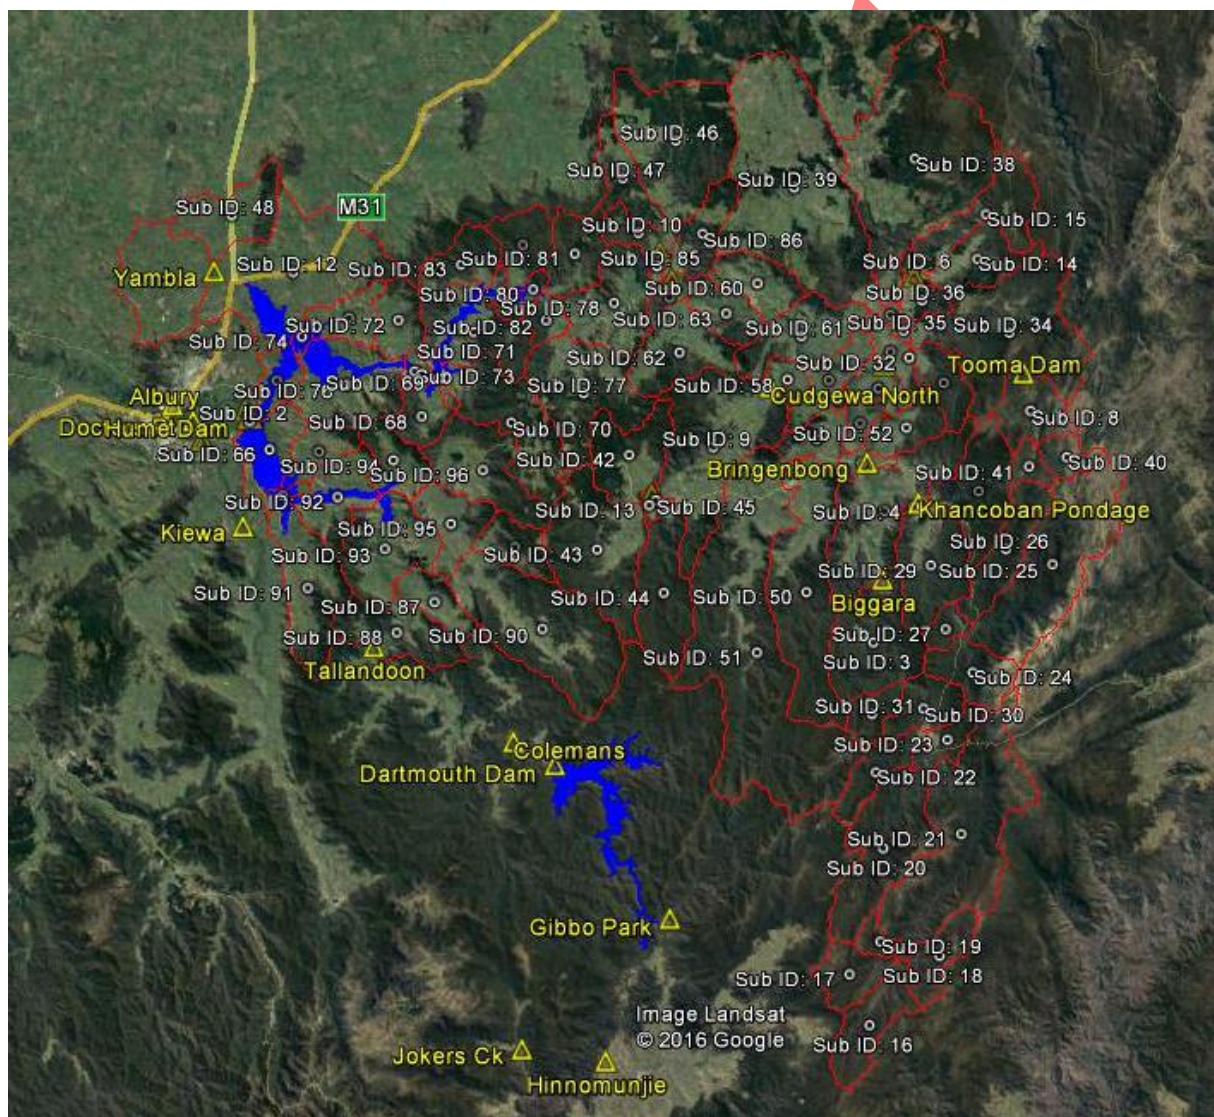 Sub ID: 46
Sub ID: 38
Sub ID: 47
Sub ID: 39
Sub ID: 48
M31
Sub ID: 15
Sub ID: 10
Sub ID: 86
Sub ID: 12
Sub ID: 83
Sub ID: 81
Sub ID: 85
Sub ID: 6
Sub ID: 14
Yambla
Sub ID: 80
Sub ID: 60
Sub ID: 36
Sub ID: 78
Sub ID: 72
Sub ID: 82
Sub ID: 63
Sub ID: 61
Sub ID: 35
Sub ID: 34
Sub ID: 74
Sub ID: 71
Sub ID: 62
Sub ID: 32
Tooma Dam
Sub ID: 69
Sub ID: 73
Sub ID: 77
Sub ID: 58
Albury
Cudgewa North
Sub ID: 2
Sub ID: 68
Sub ID: 8
Hume Dam
Sub ID: 70
Sub ID: 9
Sub ID: 52
Sub ID: 66
Sub ID: 94
Sub ID: 96
Sub ID: 42
Bringenbong
Sub ID: 41
Sub ID: 40
Sub ID: 92
Sub ID: 13
Sub ID: 45
Sub ID: 4
Khancoban Pondage
Kiewa
Sub ID: 95
Sub ID: 93
Sub ID: 43
Sub ID: 26
Sub ID: 29
Sub ID: 25
Sub ID: 91
Sub ID: 87
Sub ID: 44
Sub ID: 50
Biggara
Sub ID: 88
Sub ID: 90
Sub ID: 27
Tallandoon
Sub ID: 51
Sub ID: 3
Sub ID: 24
Sub ID: 31
Sub ID: 30
Colemans
Sub ID: 23
Dartmouth Dam
Sub ID: 22
Sub ID: 21
Sub ID: 20
Gibbo Park
Sub ID: 19
Sub ID: 17
Sub ID: 18
Image Landsat
© 2016 Google
Sub ID: 16
Jokers Ck
Hinnomunjie